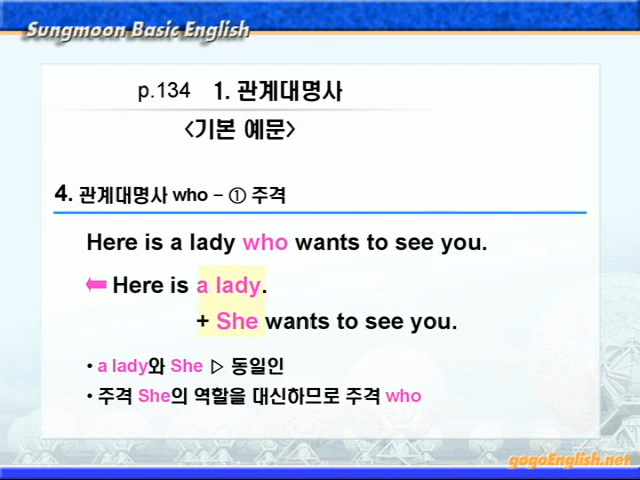 Sungmoon Basic English
p.134 1. 관계대명사
<기본 예문>
4. 관계대명사 who – ① 주격
Here is a lady who wants to see you.
Here is a lady.
+ She wants to see you.
• a lady와 She ▷ 동일인
• 주격 She의 역할을 대신하므로 주격 who
gogoEnglish.net